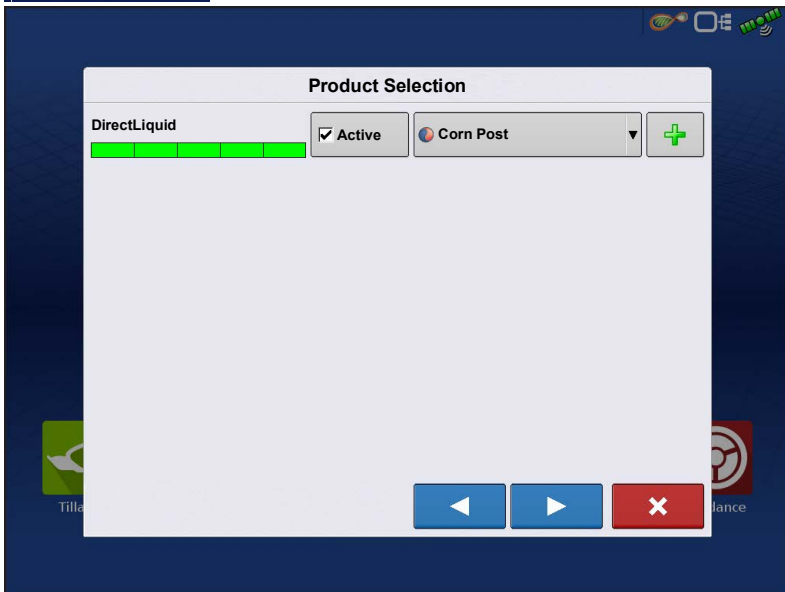 Product Selection
DirectLiquid
Active
Corn Post
Tilla
dance